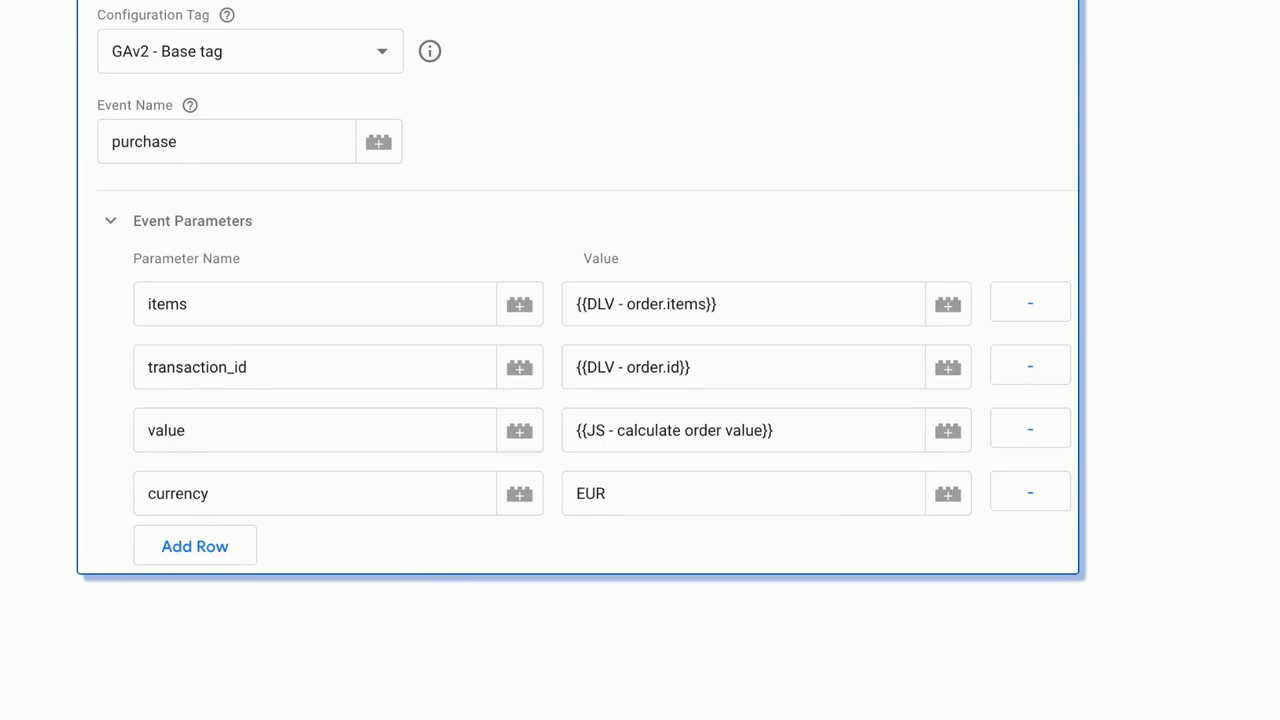 Configuration Tag
GAv2 - Base tag
Event Name
purchase
Event Parameters
Parameter Name Value
items {{DLV - order.items}} -
transaction_id {{DLV - order.id}} -
value {{JS - calculate order value}} -
currency EUR -
Add Row